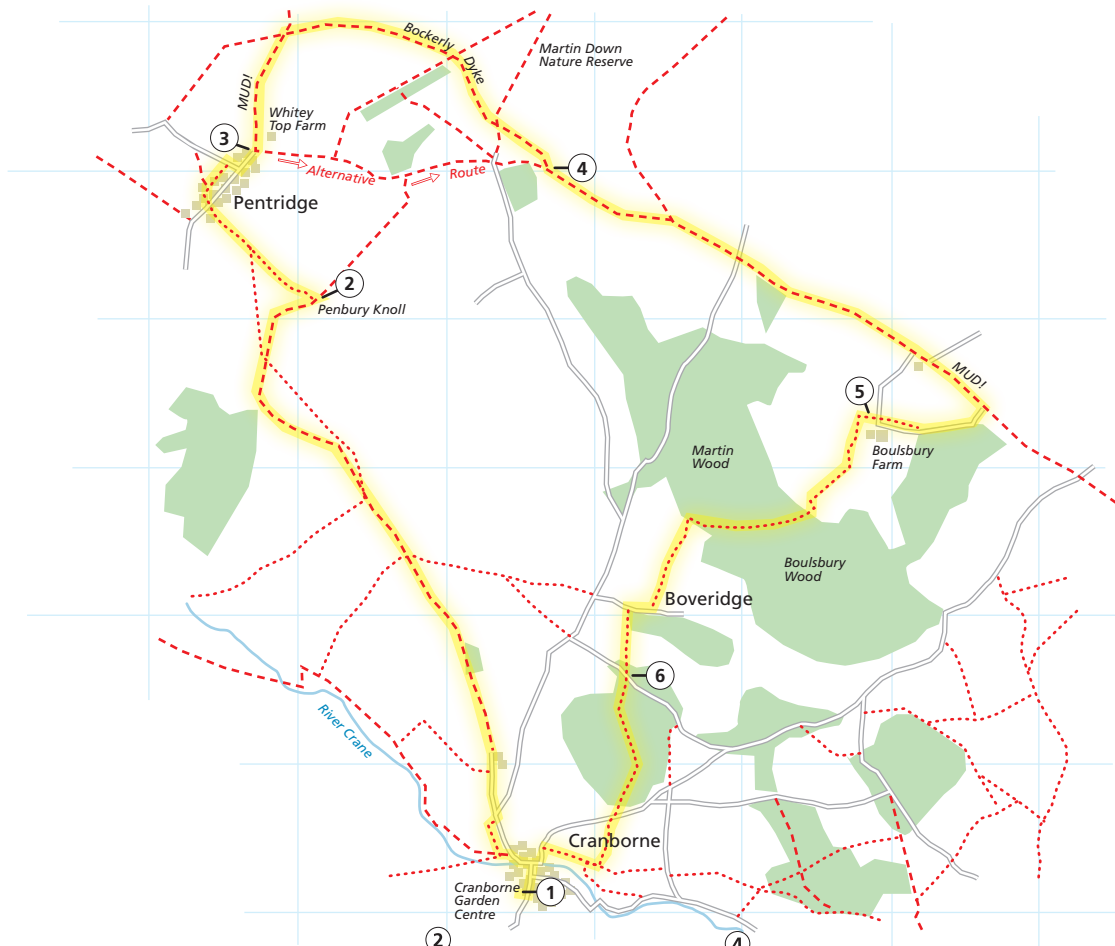 Bockerly
Dyke
Martin Down
Nature Reserve
MUD!
Whitey
Top Farm
3
Alternative
Route
4
Pentridge
2
Penbury Knoll
MUD!
5
Boulsbury
Farm
Martin
Wood
Boulsbury
Wood
Boveridge
6
River Crane
Cranborne
Cranborne
Garden
Centre
1
2
4